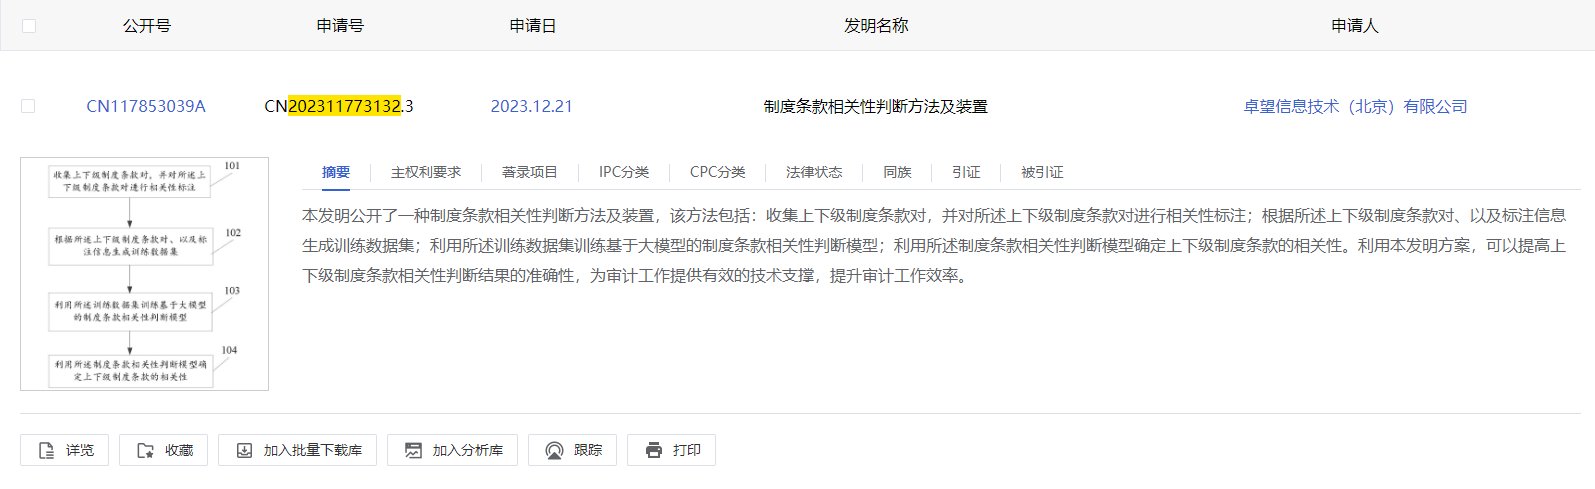 公开号 申请号 申请日 发明名称 申请人
CN117853039A CN202311773132.3 2023.12.21 制度条款相关性判断方法及装置 卓望信息技术（北京）有限公司
收集上下级制度条款对，并对所述上
下级制度条款对进行相关性标注
101
根据所述上下级制度条款对、以及标
注信息生成训练数据集
102
利用所述训练数据集训练基于大模型
的制度条款相关性判断模型
103
利用所述制度条款相关性判断模型确
定上下级制度条款的相关性
104
摘要 主权利要求 著录项目 IPC分类 CPC分类 法律状态 同族 引证 被引证
本发明公开了一种制度条款相关性判断方法及装置，该方法包括：收集上下级制度条款对，并对所述上下级制度条款对进行相关性标注；根据所述上下级制度条款对、以及标注信息
生成训练数据集；利用所述训练数据集训练基于大模型的制度条款相关性判断模型；利用所述制度条款相关性判断模型确定上下级制度条款的相关性。利用本发明方案，可以提高上
下级制度条款相关性判断结果的准确性，为审计工作提供有效的技术支撑，提升审计工作效率。
详览 收藏 加入批量下载库 加入分析库 跟踪 打印